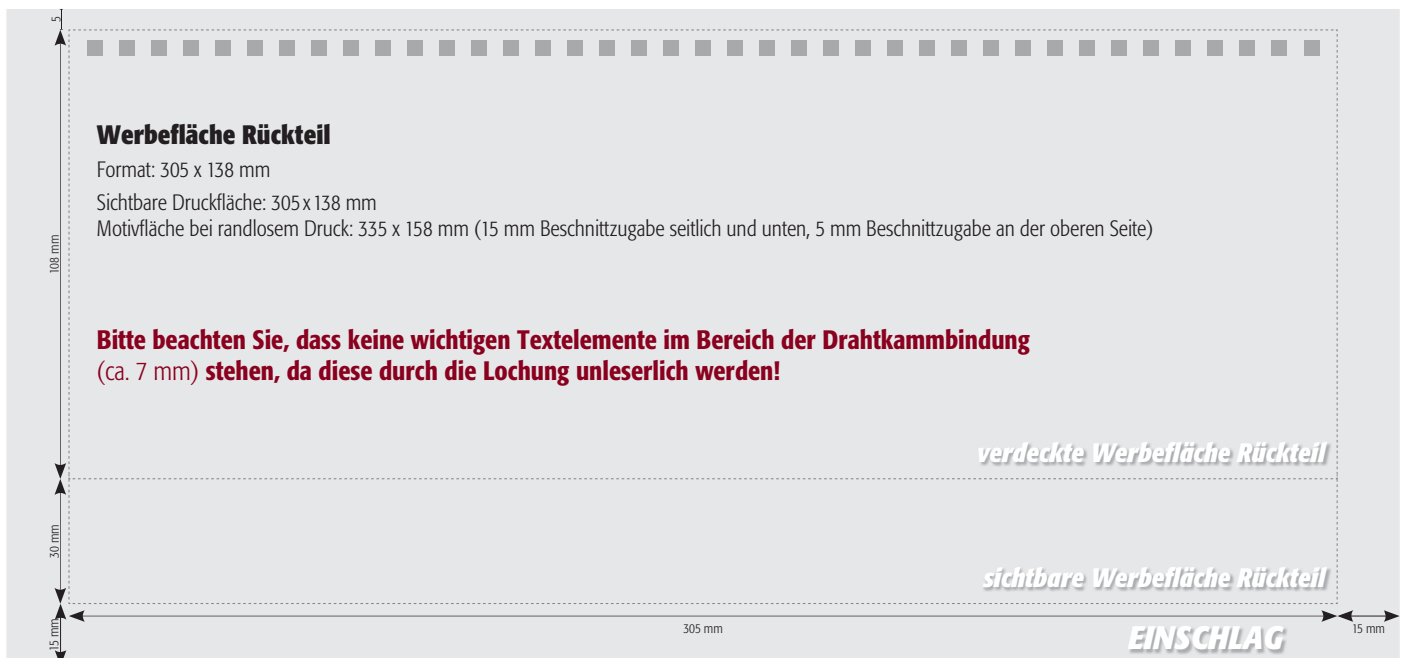 5
Werbefläche Rückteil
Format: 305 x 138 mm
Sichtbare Druckfläche: 305 x 138 mm
Motivfläche bei randlosem Druck: 335 x 158 mm (15 mm Beschnittzugabe seitlich und unten, 5 mm Beschnittzugabe an der oberen Seite)
108 mm
Bitte beachten Sie, dass keine wichtigen Textelemente im Bereich der Drahtkammbindung
(ca. 7 mm) stehen, da diese durch die Lochung unleserlich werden!
verdeckte Werbefläche Rückteil
30 mm
sichtbare Werbefläche Rückteil
15 mm
305 mm
EINSCHLAG
15 mm